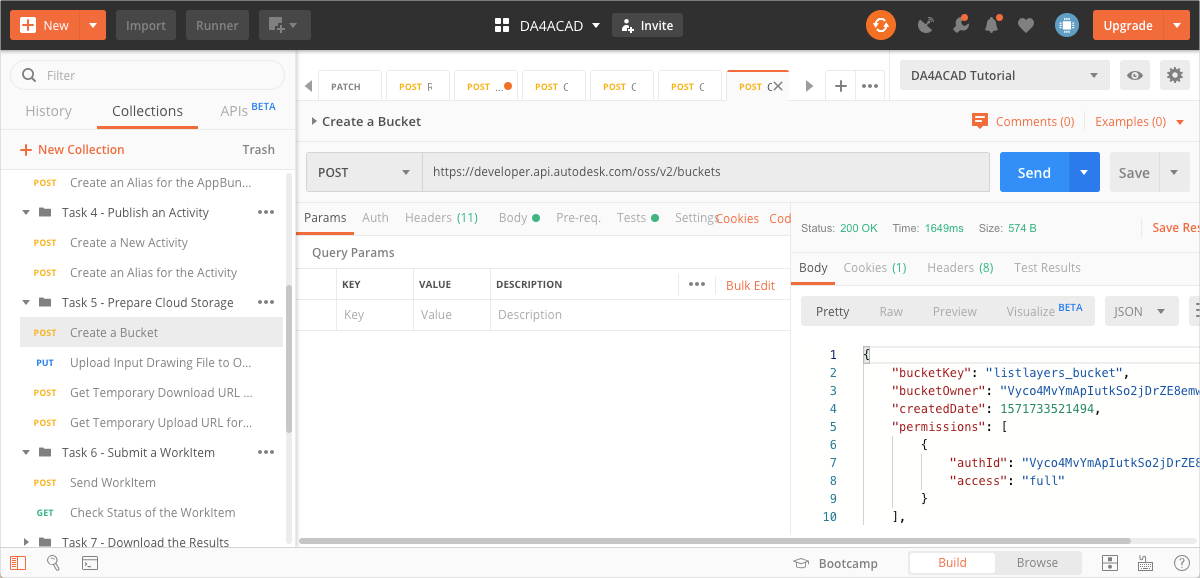 New Import Runner DA4ACAD Invite Upgrade
Filter
History Collections APIs BETA
New Collection Trash
POST Create an Alias for the AppBun...
Task 4 - Publish an Activity •••
POST Create a New Activity
POST Create an Alias for the Activity
Task 5 - Prepare Cloud Storage •••
POST Create a Bucket
PUT Upload Input Drawing File to O...
POST Get Temporary Download URL ...
POST Get Temporary Upload URL for...
Task 6 - Submit a WorkItem •••
POST Send WorkItem
GET Check Status of the WorkItem
Task 7 - Download the Results
PATCH POST R POST ... POST C POST C POST C POST C •••
DA4ACAD Tutorial
Create a Bucket Comments (0) Examples (0)
POST https://developer.api.autodesk.com/oss/v2/buckets Send Save
Params Auth Headers (11) Body Pre-req. Tests Settings Cookies Cod
Query Params
KEY VALUE DESCRIPTION ••• Bulk Edit
Key Value Description
Status: 200 OK Time: 1649ms Size: 574 B Save Res
Body Cookies (1) Headers (8) Test Results
Pretty Raw Preview Visualize BETA JSON
1 {
2 "bucketKey": "listlayers_bucket",
3 "bucketOwner": "Vyco4MvYmApIutkSo2jDrZE8emw
4 "createdDate": 1571733521494,
5 "permissions": [
6 {
7 "authId": "Vyco4MvYmApIutkSo2jDrZE8
8 "access": "full"
9 }
10 ],
Bootcamp Build Browse ?